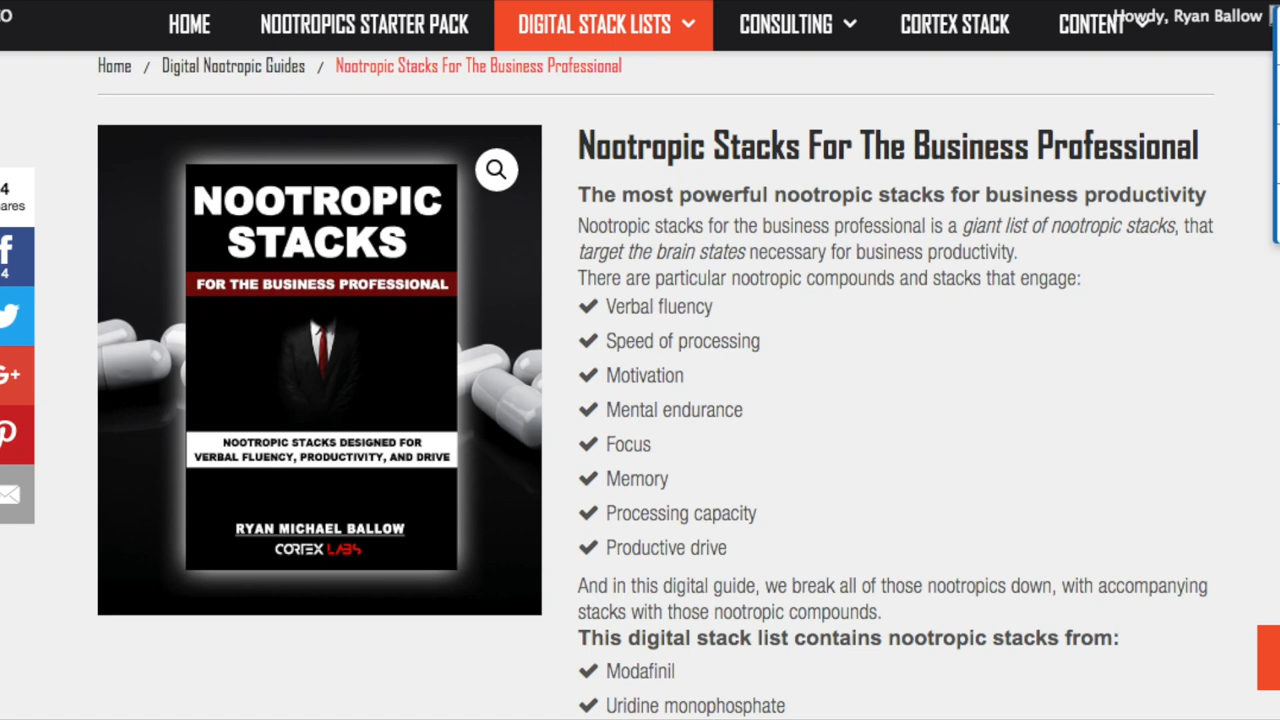 HOME NOOTROPICS STARTER PACK DIGITAL STACK LISTS CONSULTING CORTEX STACK CONTENT Howdy, Ryan Ballow
Home / Digital Nootropic Guides / Nootropic Stacks For The Business Professional
4
ares
4
G+
NOOTROPIC
STACKS
FOR THE BUSINESS PROFESSIONAL
NOOTROPIC STACKS DESIGNED FOR
VERBAL FLUENCY, PRODUCTIVITY, AND DRIVE
RYAN MICHAEL BALLOW
CORTEX LABS
Nootropic Stacks For The Business Professional
The most powerful nootropic stacks for business productivity
Nootropic stacks for the business professional is a giant list of nootropic stacks, that
target the brain states necessary for business productivity.
There are particular nootropic compounds and stacks that engage:
Verbal fluency
Speed of processing
Motivation
Mental endurance
Focus
Memory
Processing capacity
Productive drive
And in this digital guide, we break all of those nootropics down, with accompanying
stacks with those nootropic compounds.
This digital stack list contains nootropic stacks from:
Modafinil
Uridine monophosphate